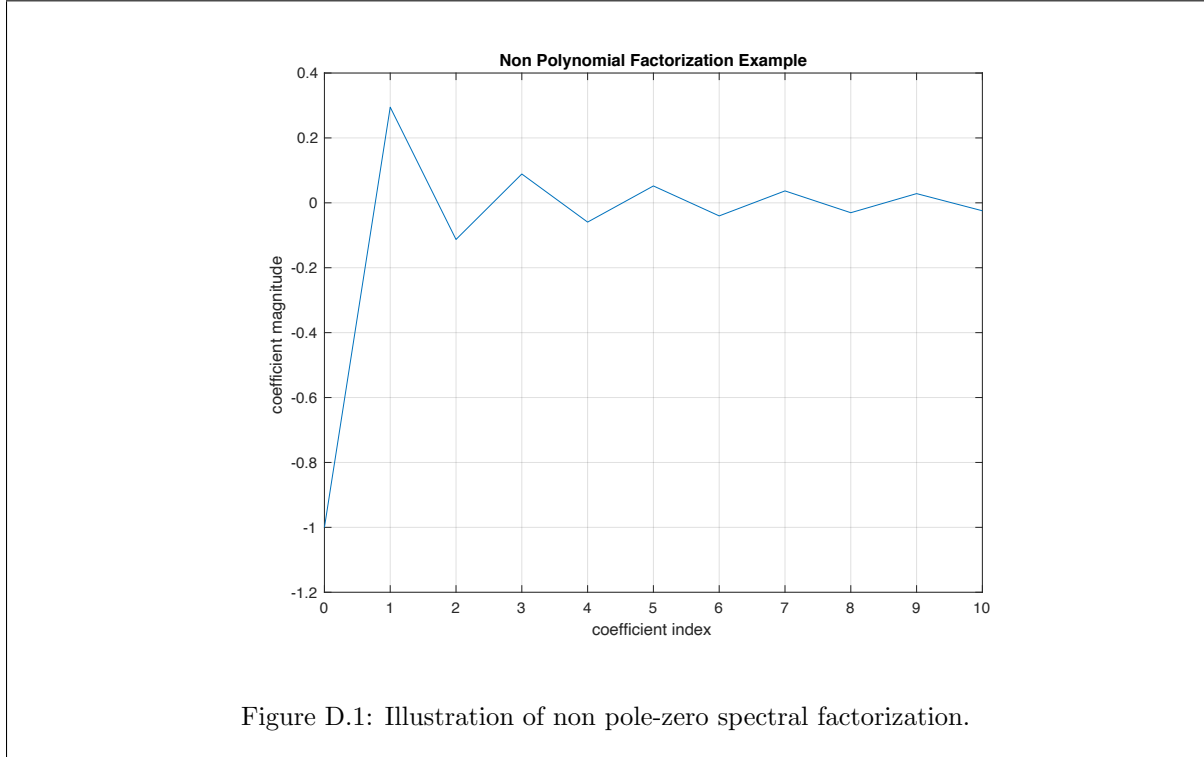 Non Polynomial Factorization Example
0.4
0.2
0
-0.2
-0.4
-0.6
-0.8
-1
-1.2
coefficient magnitude
0 1 2 3 4 5 6 7 8 9 10
coefficient index
Figure D.1: Illustration of non pole-zero spectral factorization.